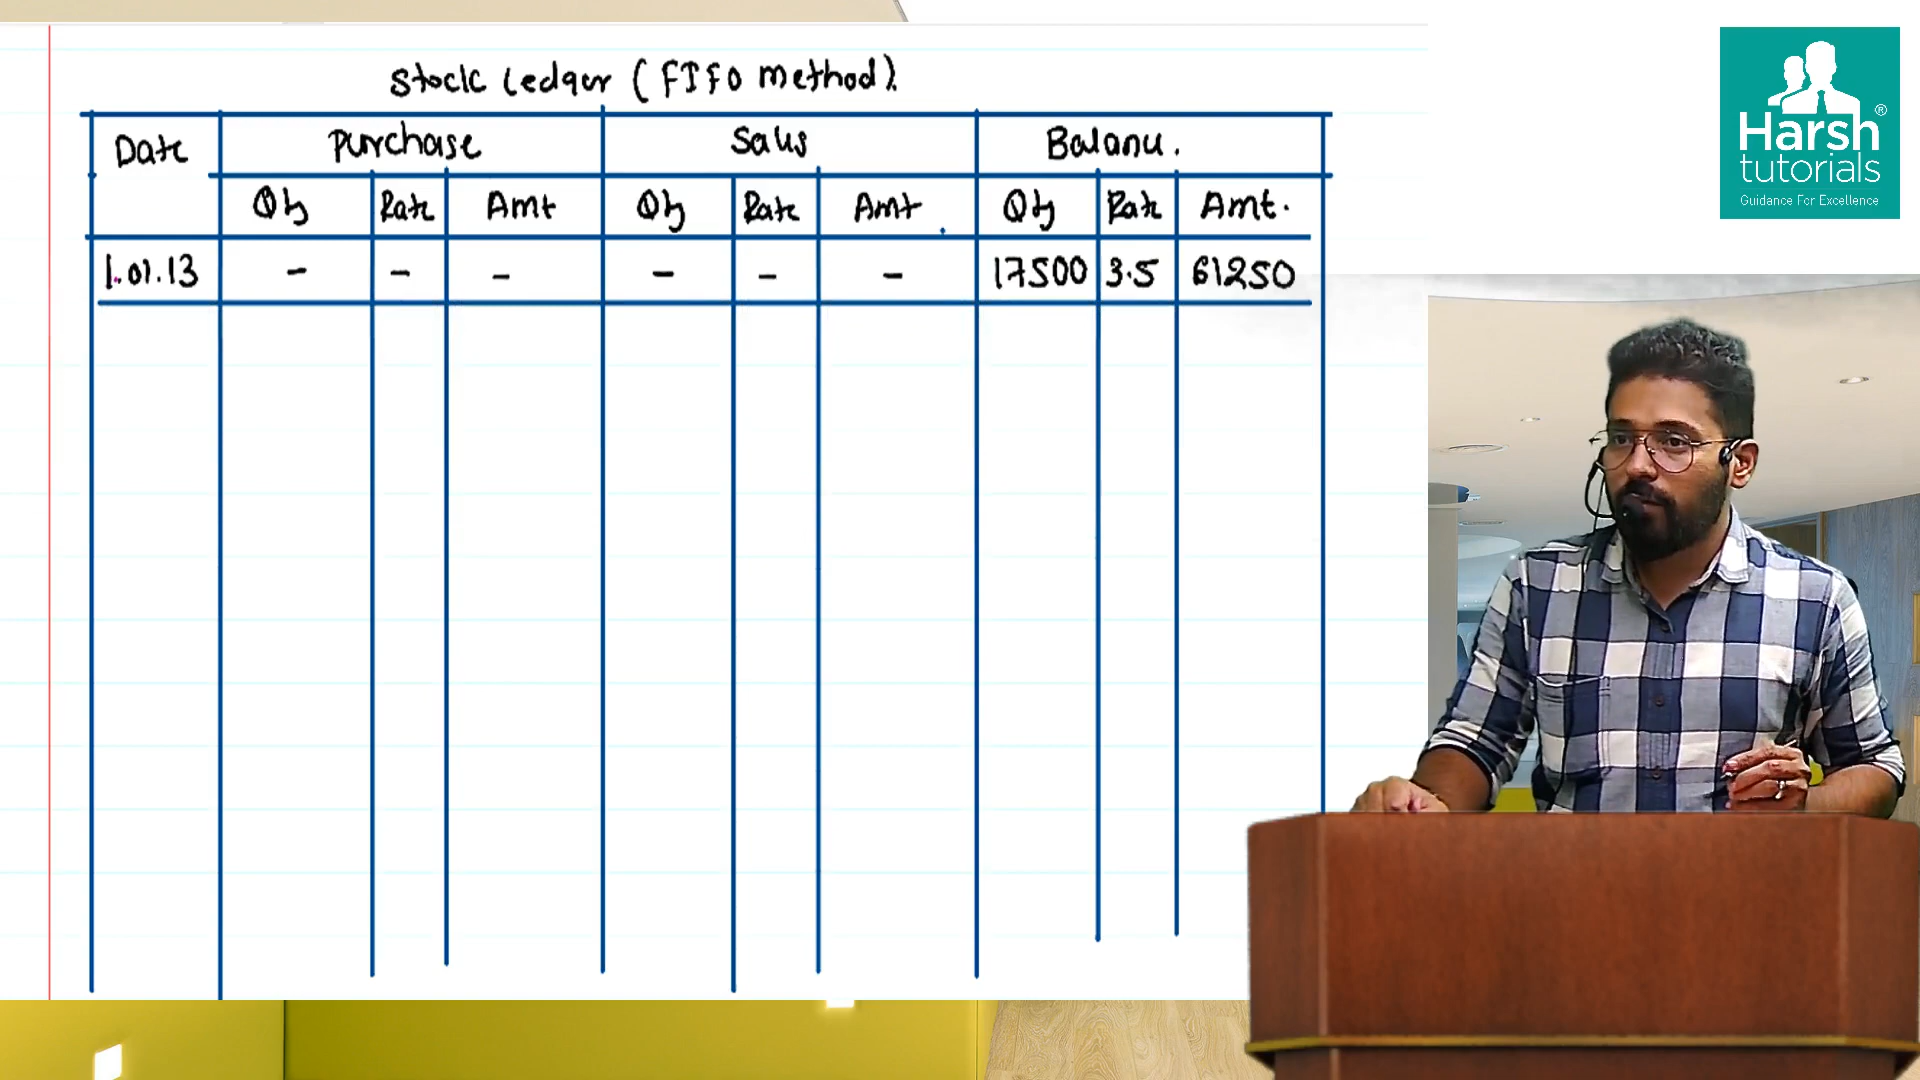 Stock Ledger (FIFO method).
Date Purchase Sales Balance.
Qty Rate Amt Qty Rate Amt Qty Rate Amt.
1.01.13 - - - - - - 17500 3.5 61250
Harsh®
tutorials
Guidance For Excellence